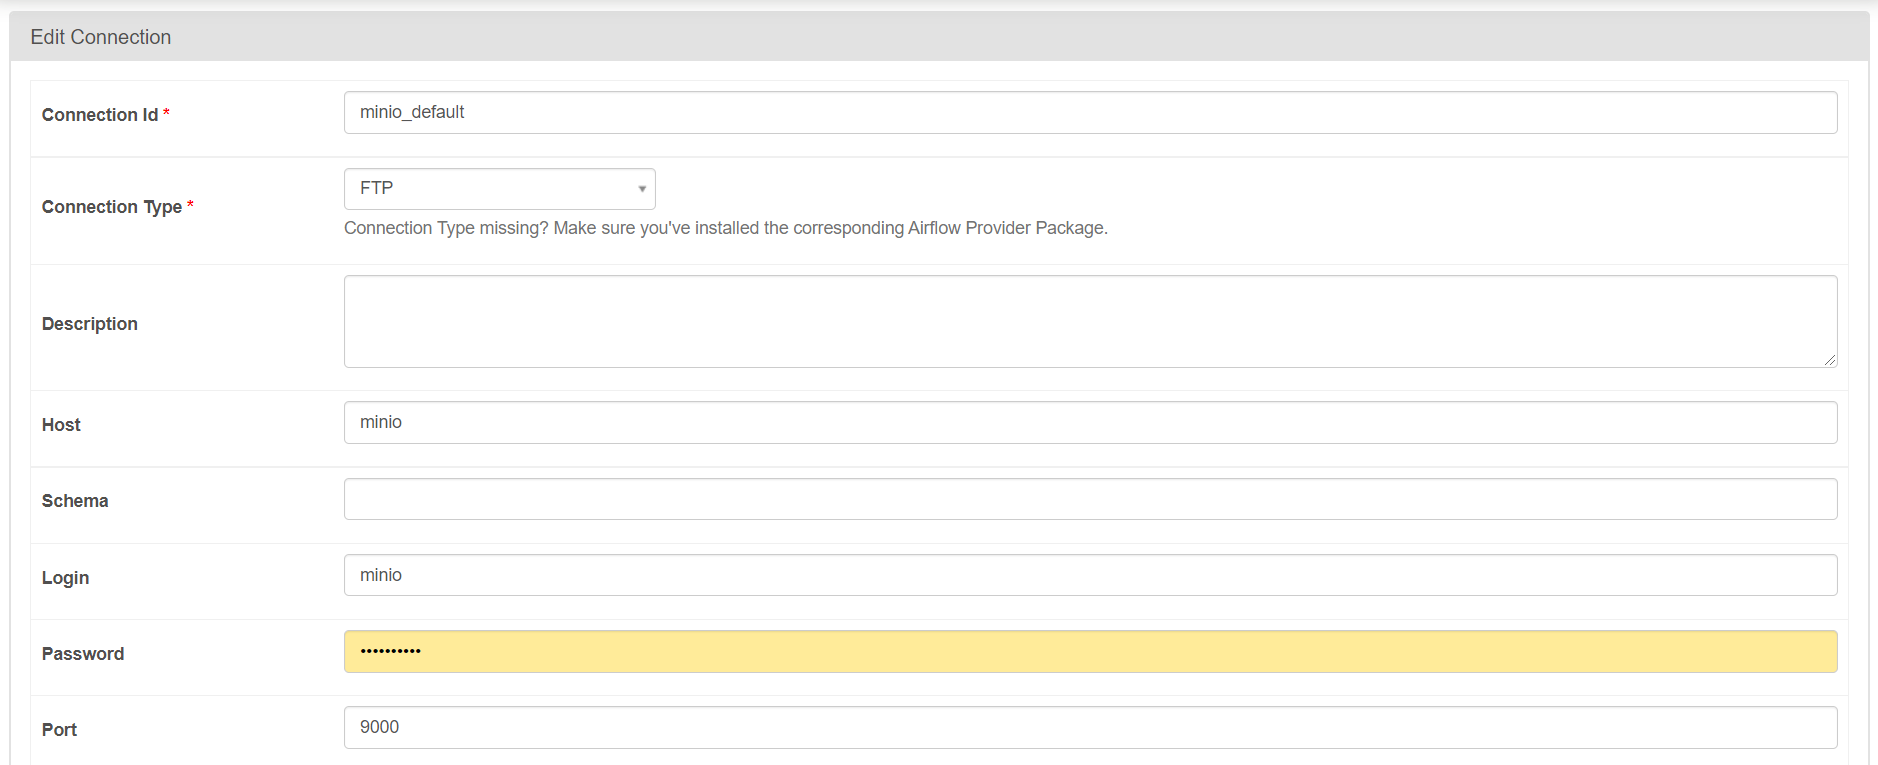 Edit Connection
Connection Id *
minio_default
Connection Type *
FTP
Connection Type missing? Make sure you've installed the corresponding Airflow Provider Package.
Description
Host
minio
Schema
Login
minio
Password
••••••••••
Port
9000